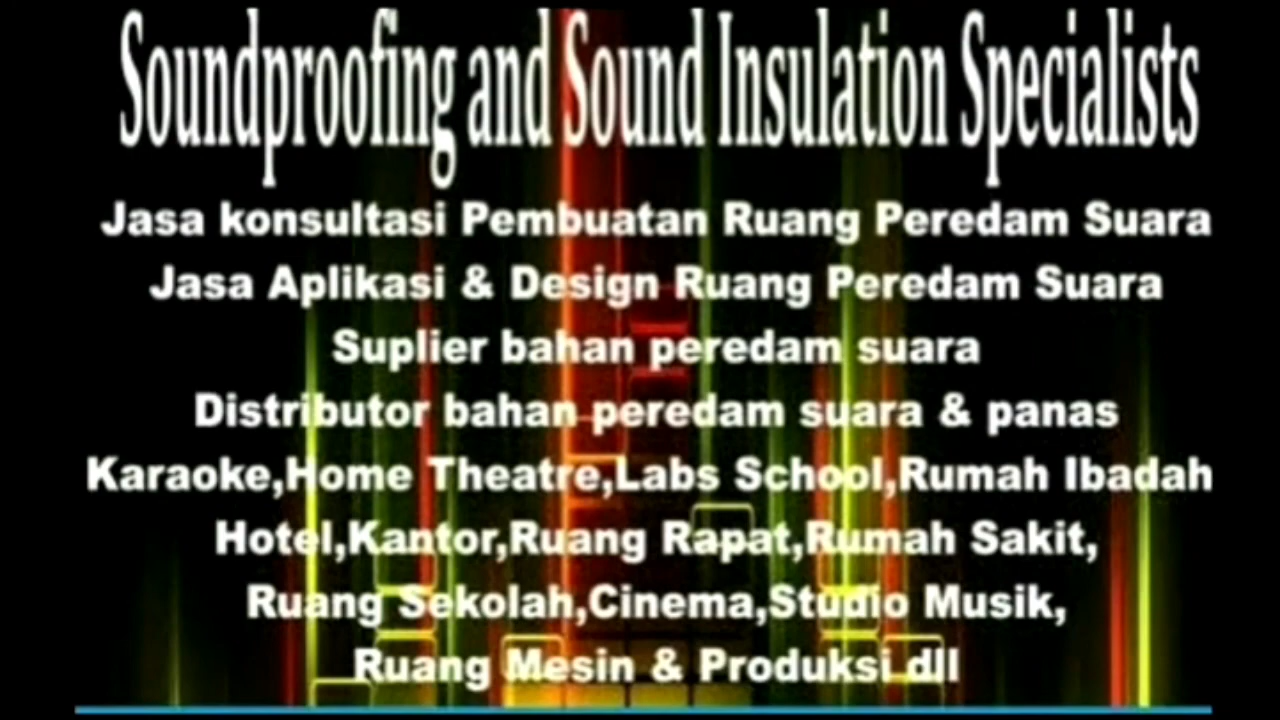 Soundproofing and Sound Insulation Specialists
Jasa konsultasi Pembuatan Ruang Peredam Suara
Jasa Aplikasi & Design Ruang Peredam Suara
Suplier bahan peredam suara
Distributor bahan peredam suara & panas
Karaoke,Home Theatre,Labs School,Rumah Ibadah
Hotel,Kantor,Ruang Rapat,Rumah Sakit,
Ruang Sekolah,Cinema,Studio Musik,
Ruang Mesin & Produksi dll